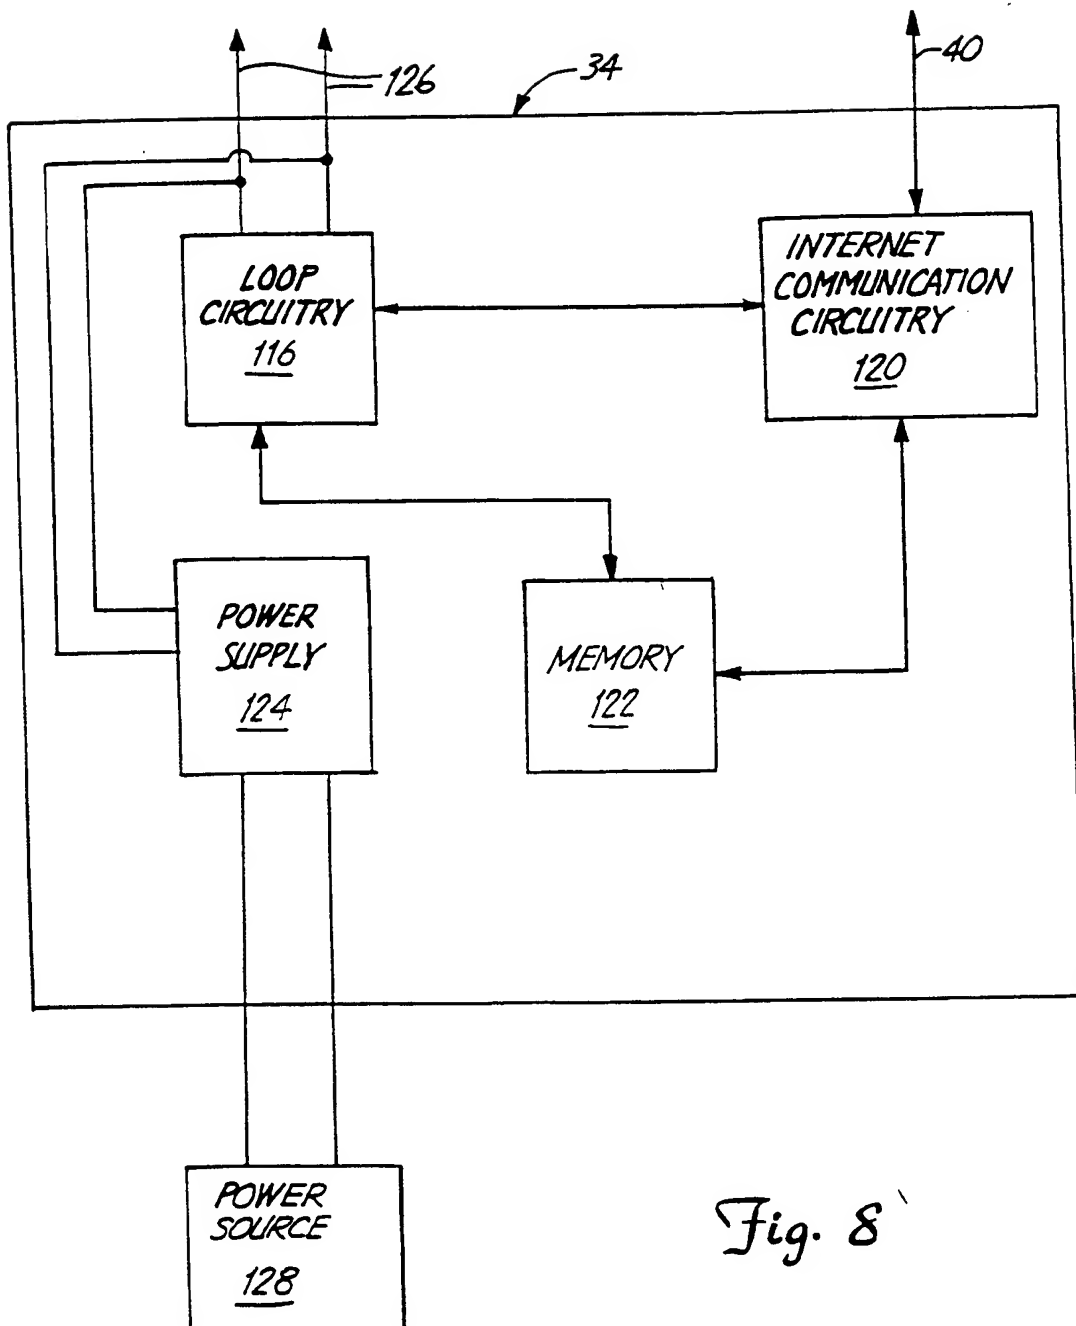 126
34
40
LOOP
CIRCUITRY
116
INTERNET
COMMUNICATION
CIRCUITRY
120
POWER
SUPPLY
124
MEMORY
122
POWER
SOURCE
128
Fig. 8